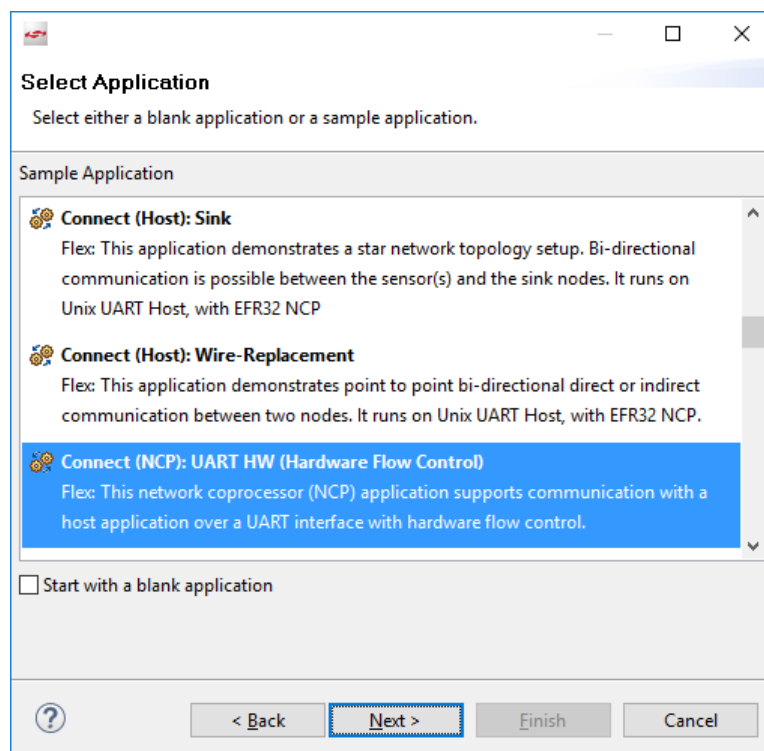 Select Application
Select either a blank application or a sample application.
Sample Application
Connect (Host): Sink
Flex: This application demonstrates a star network topology setup. Bi-directional
communication is possible between the sensor(s) and the sink nodes. It runs on
Unix UART Host, with EFR32 NCP
Connect (Host): Wire-Replacement
Flex: This application demonstrates point to point bi-directional direct or indirect
communication between two nodes. It runs on Unix UART Host, with EFR32 NCP.
Connect (NCP): UART HW (Hardware Flow Control)
Flex: This network coprocessor (NCP) application supports communication with a
host application over a UART interface with hardware flow control.
Start with a blank application
? < Back Next > Finish Cancel